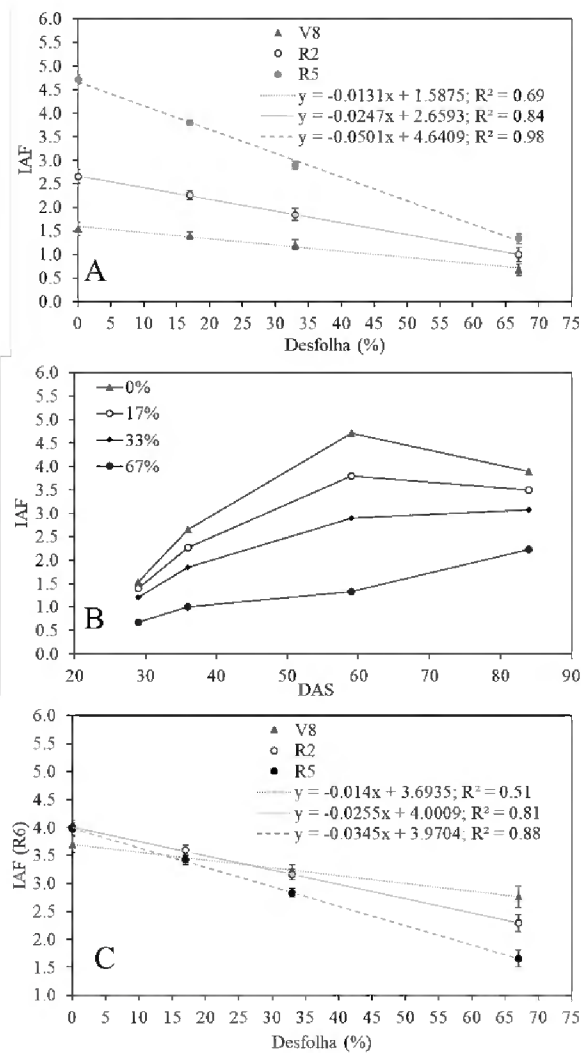 6.0
5.5
5.0
4.5
4.0
3.5
3.0
2.5
2.0
1.5
1.0
0.5
0.0
IAF
V8
R2
R5
y = -0.0131x + 1.5875; R² = 0.69
y = -0.0247x + 2.6593; R² = 0.84
y = -0.0501x + 4.6409; R² = 0.98
A
0 5 10 15 20 25 30 35 40 45 50 55 60 65 70 75
Desfolha (%)
6.0
5.5
5.0
4.5
4.0
3.5
3.0
2.5
2.0
1.5
1.0
0.5
0.0
IAF
0%
17%
33%
67%
B
20 30 40 50 60 70 80 90
DAS
6.0
5.5
5.0
4.5
4.0
3.5
3.0
2.5
2.0
1.5
1.0
IAF (R6)
V8
R2
R5
y = -0.014x + 3.6935; R² = 0.51
y = -0.0255x + 4.0009; R² = 0.81
y = -0.0345x + 3.9704; R² = 0.88
C
0 5 10 15 20 25 30 35 40 45 50 55 60 65 70 75
Desfolha (%)